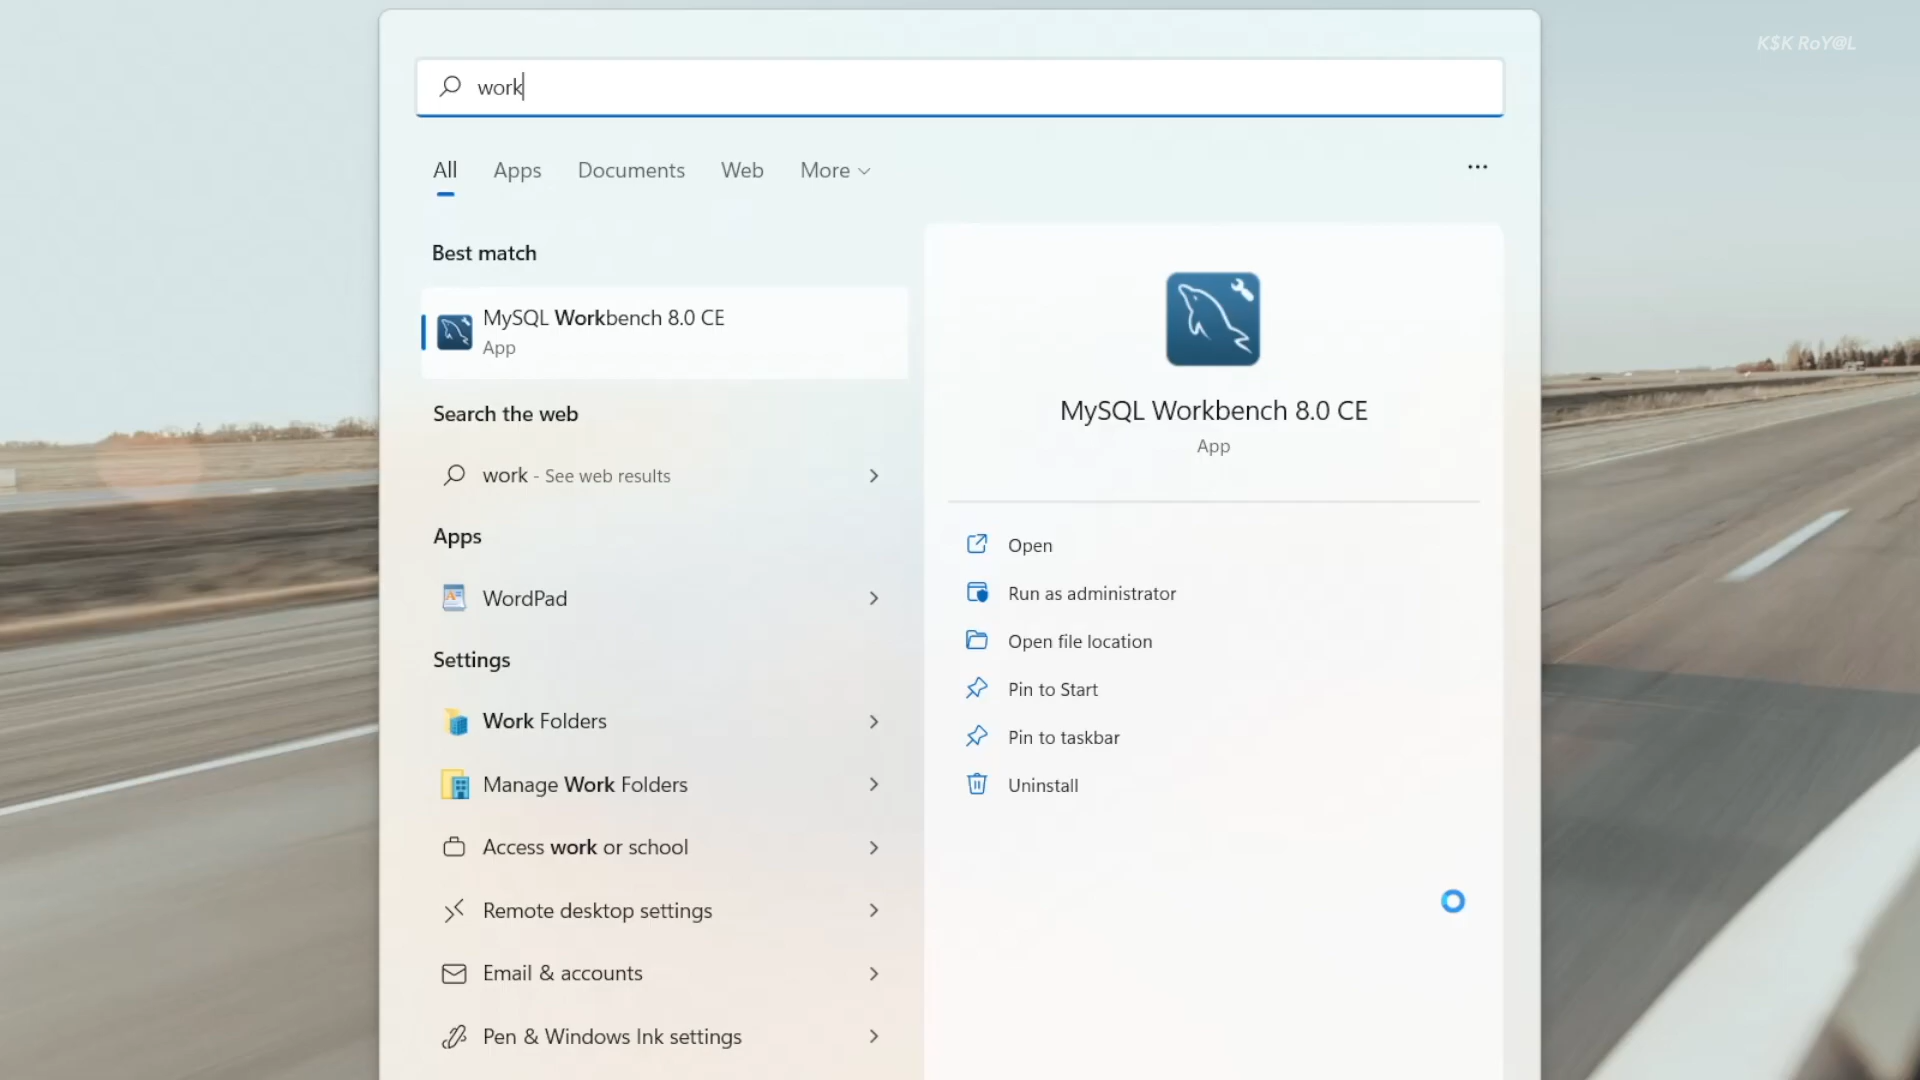 K$K RoY@L
work
All Apps Documents Web More
Best match
MySQL Workbench 8.0 CE
App
Search the web
work - See web results
Apps
WordPad
Settings
Work Folders
Manage Work Folders
Access work or school
Remote desktop settings
Email & accounts
Pen & Windows Ink settings
MySQL Workbench 8.0 CE
App
Open
Run as administrator
Open file location
Pin to Start
Pin to taskbar
Uninstall